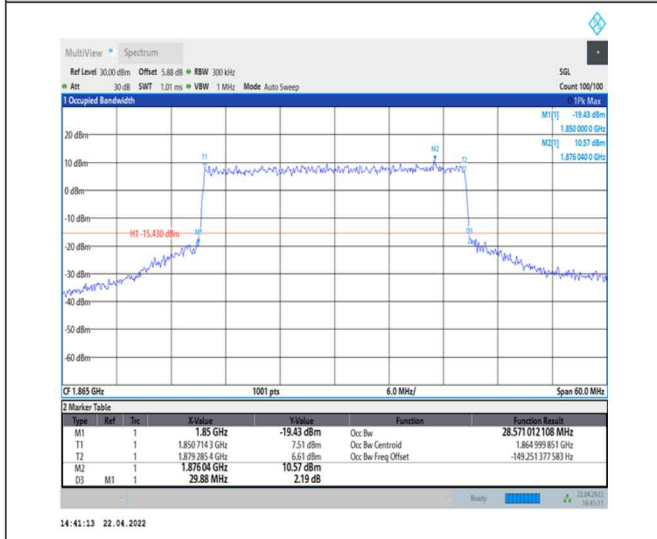 MultiView Spectrum
Ref Level 30.00 dBm Offset 5.88 dB RBW 300 kHz SGL
Att 30 dB SWT 1.01 ms VBW 1 MHz Mode Auto Sweep Count 100/100
1 Occupied Bandwidth 1Pk Max
M1[1] -19.43 dBm
1.850 000 0 GHz
M2[1] 10.57 dBm
1.876 040 0 GHz
20 dBm
T1 M2 T2
10 dBm
0 dBm
-10 dBm
H1 -15.430 dBm M1 D3
-20 dBm
-30 dBm
-40 dBm
-50 dBm
-60 dBm
CF 1.865 GHz 1001 pts 6.0 MHz/ Span 60.0 MHz
2 Marker Table
Type Ref Trc X-Value Y-Value Function Function Result
M1 1 1.85 GHz -19.43 dBm Occ Bw 28.571 012 108 MHz
T1 1 1.850 714 3 GHz 7.51 dBm Occ Bw Centroid 1.864 999 851 GHz
T2 1 1.879 285 4 GHz 6.61 dBm Occ Bw Freq Offset -149.251 377 583 Hz
M2 1 1.876 04 GHz 10.57 dBm
D3 M1 1 29.88 MHz 2.19 dB
Ready 22.04.2022
14:41:13
14:41:13 22.04.2022